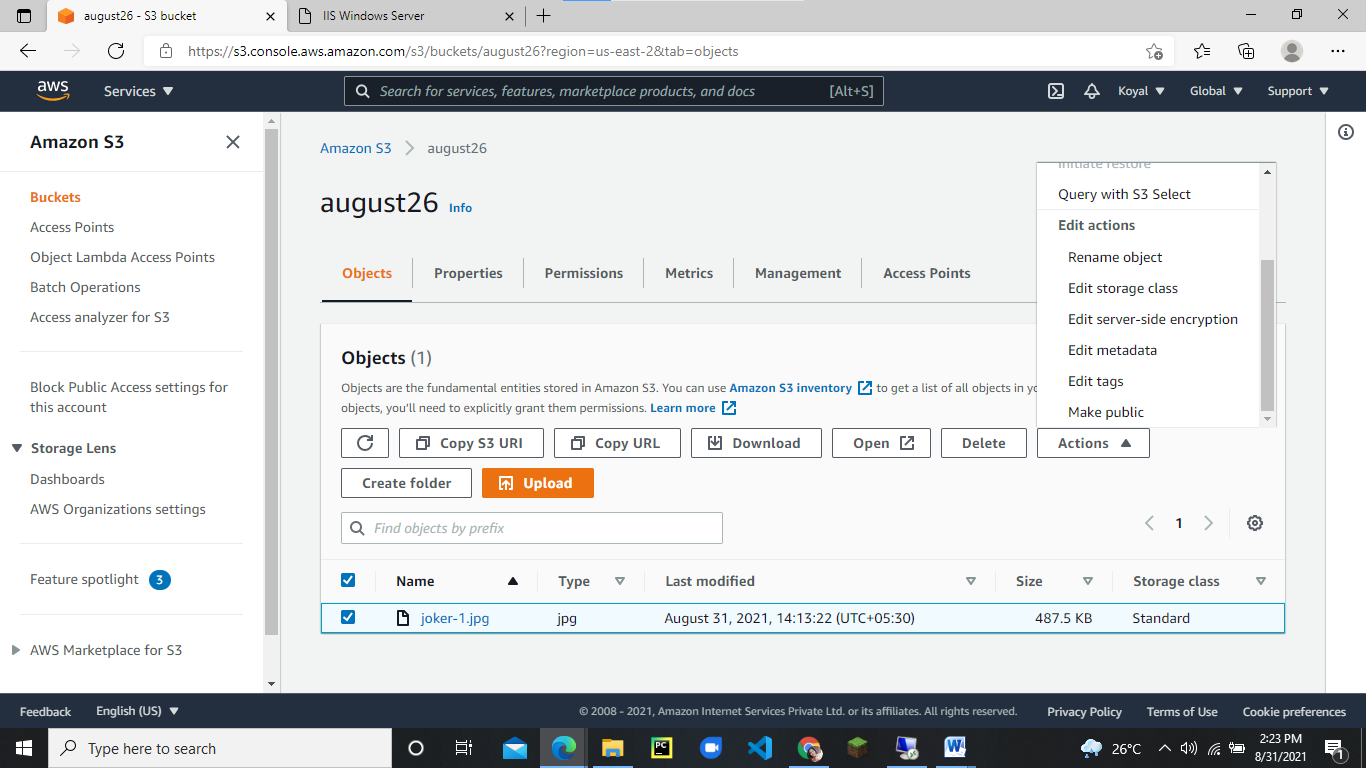 august26 - S3 bucket
IIS Windows Server
https://s3.console.aws.amazon.com/s3/buckets/august26?region=us-east-2&tab=objects
aws
Services
Search for services, features, marketplace products, and docs
[Alt+S]
Koyal
Global
Support
Amazon S3
Buckets
Access Points
Object Lambda Access Points
Batch Operations
Access analyzer for S3
Block Public Access settings for
this account
Storage Lens
Dashboards
AWS Organizations settings
Feature spotlight 3
AWS Marketplace for S3
Amazon S3 august26
august26 Info
Objects Properties Permissions Metrics Management Access Points
Initiate restore
Query with S3 Select
Edit actions
Rename object
Edit storage class
Edit server-side encryption
Edit metadata
Edit tags
Make public
Objects (1)
Objects are the fundamental entities stored in Amazon S3. You can use Amazon S3 inventory to get a list of all objects in
objects, you'll need to explicitly grant them permissions. Learn more
Copy S3 URI Copy URL Download Open Delete Actions
Create folder Upload
Find objects by prefix
1
Name Type Last modified Size Storage class
joker-1.jpg jpg August 31, 2021, 14:13:22 (UTC+05:30) 487.5 KB Standard
Feedback English (US) © 2008 - 2021, Amazon Internet Services Private Ltd. or its affiliates. All rights reserved. Privacy Policy Terms of Use Cookie preferences
Type here to search
PC
W
26°C
2:23 PM
8/31/2021
1